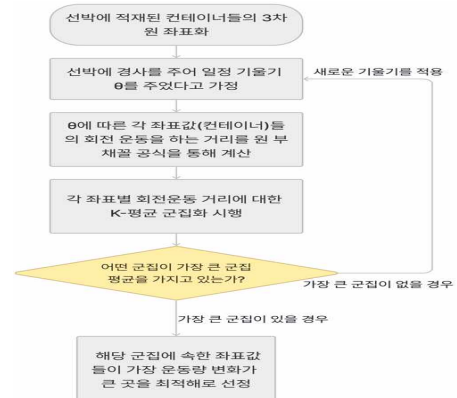 선박에 적재된 컨테이너들의 3차
원 좌표화
선박에 경사를 주어 일정 기울기
θ를 주었다고 가정
새로운 기울기를 적용
θ에 따른 각 좌표값(컨테이너)들
의 회전 운동을 하는 거리를 원 부
채꼴 공식을 통해 계산
각 좌표별 회전운동 거리에 대한
K-평균 군집화 시행
어떤 군집이 가장 큰 군집
평균을 가지고 있는가?
가장 큰 군집이 없을 경우
가장 큰 군집이 있을 경우
해당 군집에 속한 좌표값
들이 가장 운동량 변화가
큰 곳을 최적해로 선정